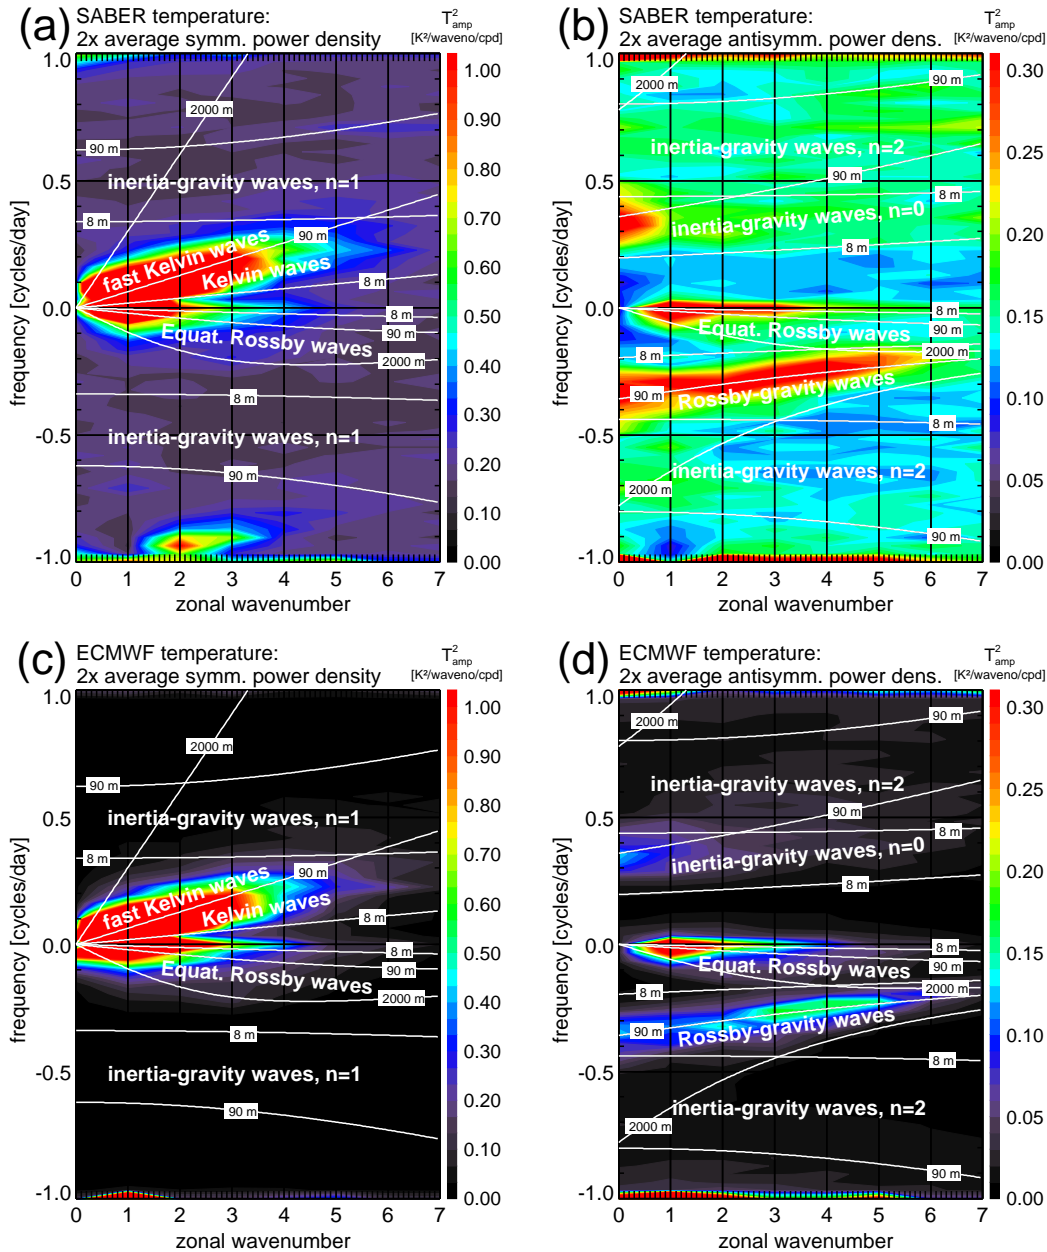 (a) SABER temperature:
2x average symm. power density
T²amp
[K²/waveno/cpd]
1.0
0.5
0.0
-0.5
-1.0
frequency [cycles/day]
2000 m
90 m
inertia-gravity waves, n=1
8 m
90 m
fast Kelvin waves
Kelvin waves
8 m
8 m
90 m
Equat. Rossby waves
2000 m
8 m
inertia-gravity waves, n=1
90 m
0 1 2 3 4 5 6 7
zonal wavenumber
1.00
0.90
0.80
0.70
0.60
0.50
0.40
0.30
0.20
0.10
0.00
(b) SABER temperature:
2x average antisymm. power dens.
T²amp
[K²/waveno/cpd]
1.0
0.5
0.0
-0.5
-1.0
frequency [cycles/day]
2000 m
90 m
inertia-gravity waves, n=2
90 m
8 m
inertia-gravity waves, n=0
8 m
8 m
90 m
Equat. Rossby waves
8 m
2000 m
90 m
Rossby-gravity waves
8 m
inertia-gravity waves, n=2
2000 m
90 m
0 1 2 3 4 5 6 7
zonal wavenumber
0.30
0.25
0.20
0.15
0.10
0.05
0.00
(c) ECMWF temperature:
2x average symm. power density
T²amp
[K²/waveno/cpd]
1.0
0.5
0.0
-0.5
-1.0
frequency [cycles/day]
2000 m
90 m
inertia-gravity waves, n=1
8 m
90 m
fast Kelvin waves
Kelvin waves
8 m
8 m
90 m
Equat. Rossby waves
2000 m
8 m
inertia-gravity waves, n=1
90 m
0 1 2 3 4 5 6 7
zonal wavenumber
1.00
0.90
0.80
0.70
0.60
0.50
0.40
0.30
0.20
0.10
0.00
(d) ECMWF temperature:
2x average antisymm. power dens.
T²amp
[K²/waveno/cpd]
1.0
0.5
0.0
-0.5
-1.0
frequency [cycles/day]
2000 m
90 m
inertia-gravity waves, n=2
90 m
8 m
inertia-gravity waves, n=0
8 m
8 m
90 m
Equat. Rossby waves
8 m
2000 m
90 m
Rossby-gravity waves
8 m
inertia-gravity waves, n=2
2000 m
90 m
0 1 2 3 4 5 6 7
zonal wavenumber
0.30
0.25
0.20
0.15
0.10
0.05
0.00